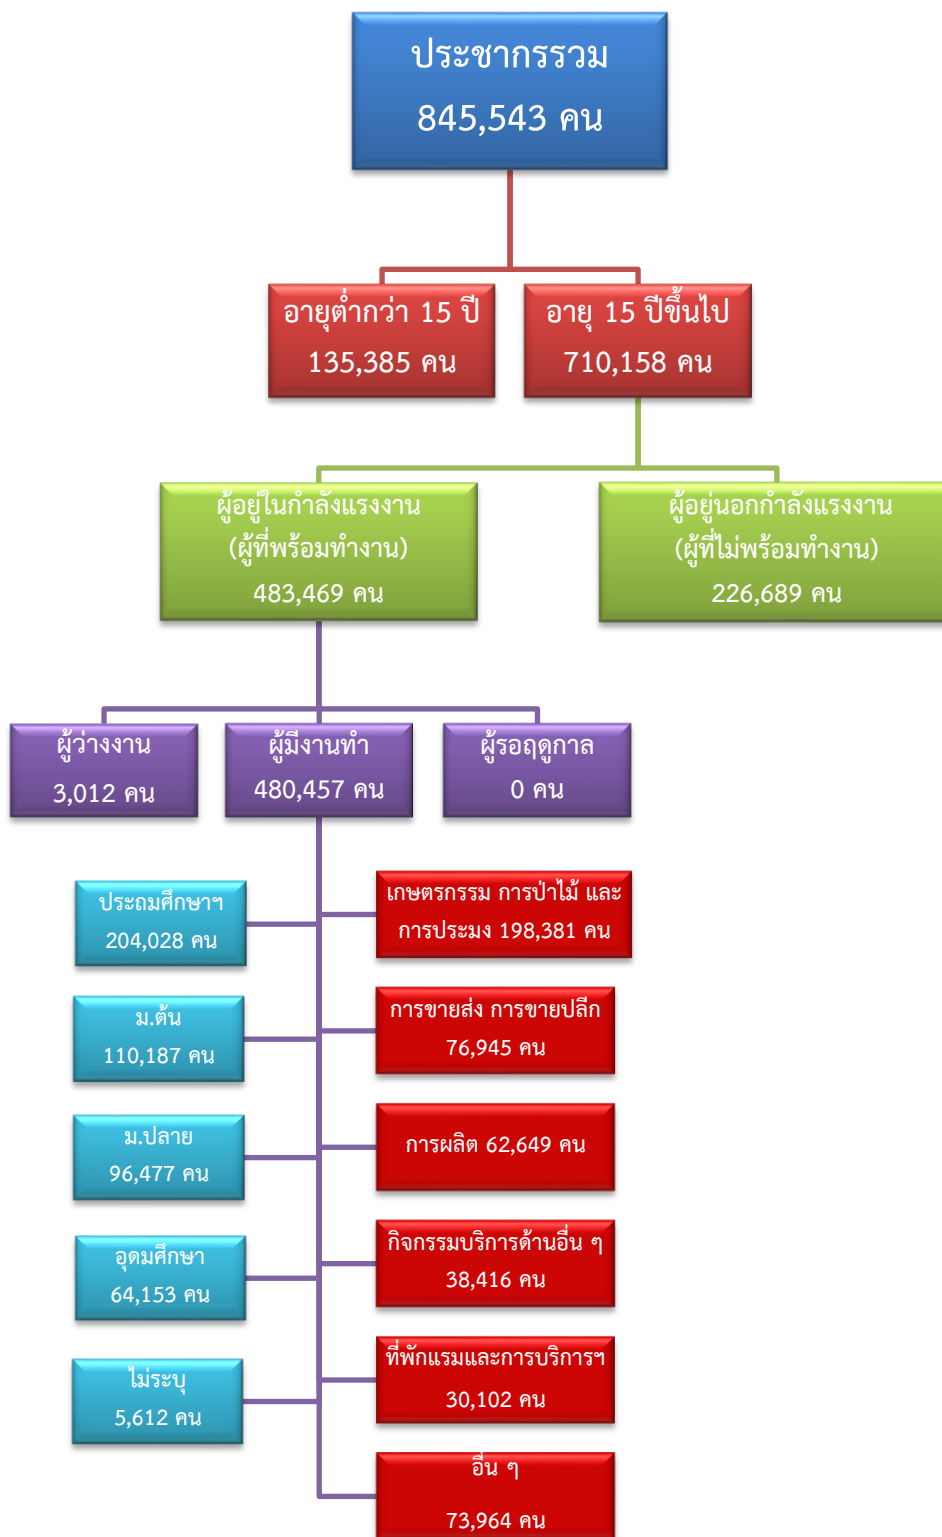 ประชากรรวม
845,543 คน
อายุต่ำกว่า 15 ปี
135,385 คน
อายุ 15 ปีขึ้นไป
710,158 คน
ผู้อยู่ในกำลังแรงงาน
(ผู้ที่พร้อมทำงาน)
483,469 คน
ผู้อยู่นอกกำลังแรงงาน
(ผู้ที่ไม่พร้อมทำงาน)
226,689 คน
ผู้ว่างงาน
3,012 คน
ผู้มีงานทำ
480,457 คน
ผู้รอฤดูกาล
0 คน
ประถมศึกษาฯ
204,028 คน
ม.ต้น
110,187 คน
ม.ปลาย
96,477 คน
อุดมศึกษา
64,153 คน
ไม่ระบุ
5,612 คน
เกษตรกรรม การป่าไม้ และ
การประมง 198,381 คน
การขายส่ง การขายปลีก
76,945 คน
การผลิต 62,649 คน
กิจกรรมบริการด้านอื่น ๆ
38,416 คน
ที่พักแรมและการบริการฯ
30,102 คน
อื่น ๆ
73,964 คน